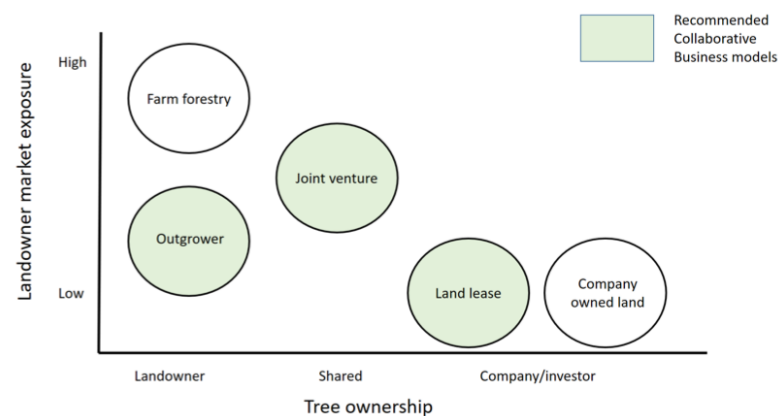 Recommended
Collaborative
Business models
Landowner market exposure
High
Low
Farm forestry
Joint venture
Outgrower
Land lease
Company
owned land
Landowner
Shared
Company/investor
Tree ownership